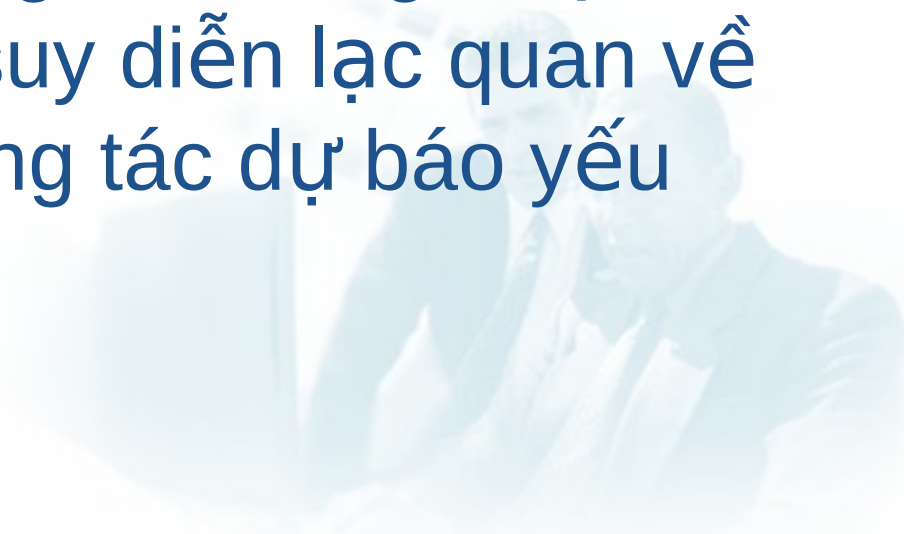 suy diễn lạc quan về
ng tác dự báo yếu